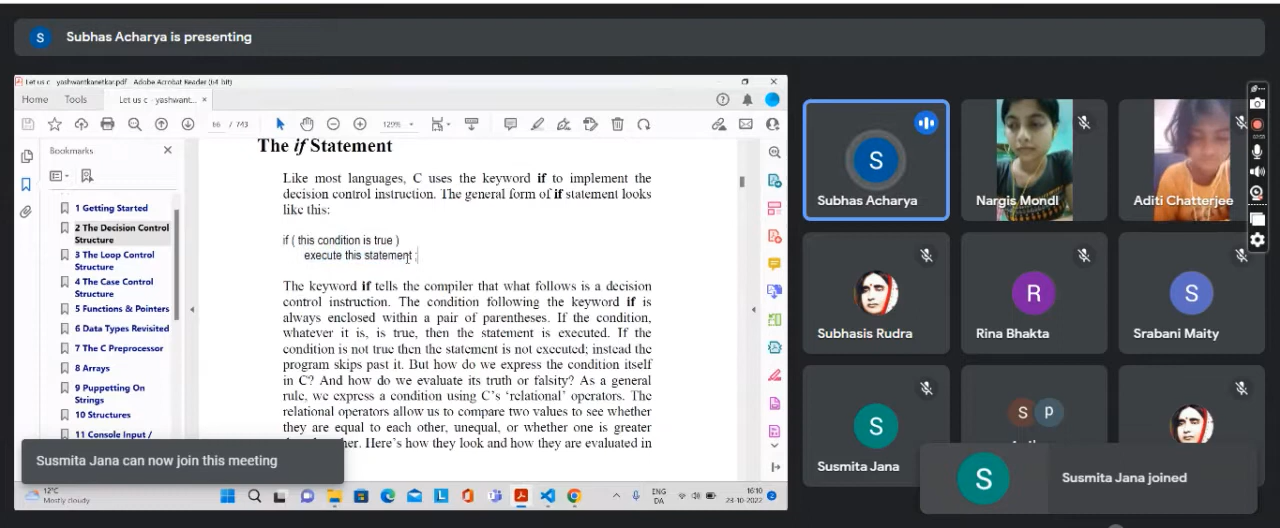 Subhas Acharya is presenting
Let us c - yashwantkanetkar.pdf - Adobe Acrobat Reader (64-bit)
Home Tools Let us c - yashwant... ×
/ 743 129%
Bookmarks
1 Getting Started
2 The Decision Control
Structure
3 The Loop Control
Structure
4 The Case Control
Structure
5 Functions & Pointers
6 Data Types Revisited
7 The C Preprocessor
8 Arrays
9 Puppetting On
Strings
10 Structures
11 Console Input /
The if Statement
Like most languages, C uses the keyword if to implement the
decision control instruction. The general form of if statement looks
like this:
if ( this condition is true )
execute this statement ;
The keyword if tells the compiler that what follows is a decision
control instruction. The condition following the keyword if is
always enclosed within a pair of parentheses. If the condition,
whatever it is, is true, then the statement is executed. If the
condition is not true then the statement is not executed; instead the
program skips past it. But how do we express the condition itself
in C? And how do we evaluate its truth or falsity? As a general
rule, we express a condition using C's 'relational' operators. The
relational operators allow us to compare two values to see whether
they are equal to each other, unequal, or whether one is greater
Here's how they look and how they are evaluated in
Susmita Jana can now join this meeting
12°C
Mostly cloudy
ENG
DA
16:10
23-10-2022
S
Subhas Acharya
Nargis Mondl
Aditi Chatterjee
Subhasis Rudra
R
Rina Bhakta
S
Srabani Maity
S
Susmita Jana
S P
S
Susmita Jana joined